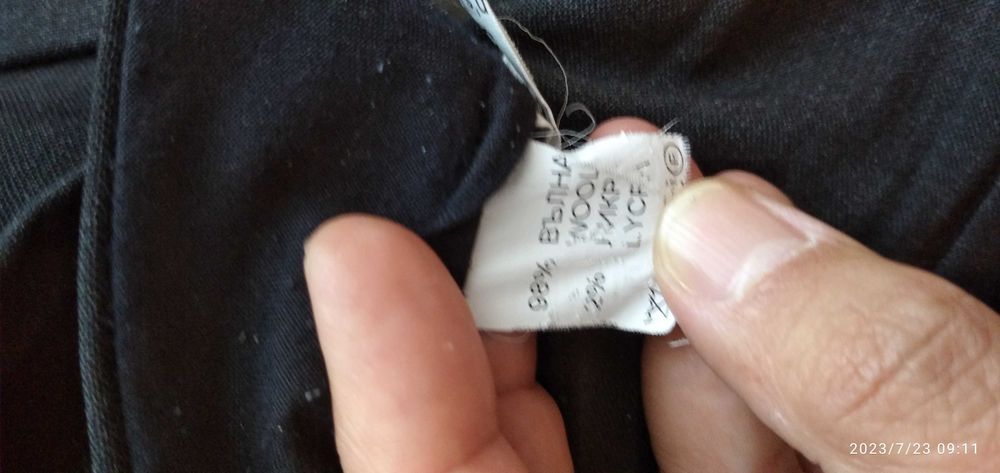 98% ВЪЛНА
WOOL
2% ЛИКРА
LYCRA
P
2023/7/23 09:11